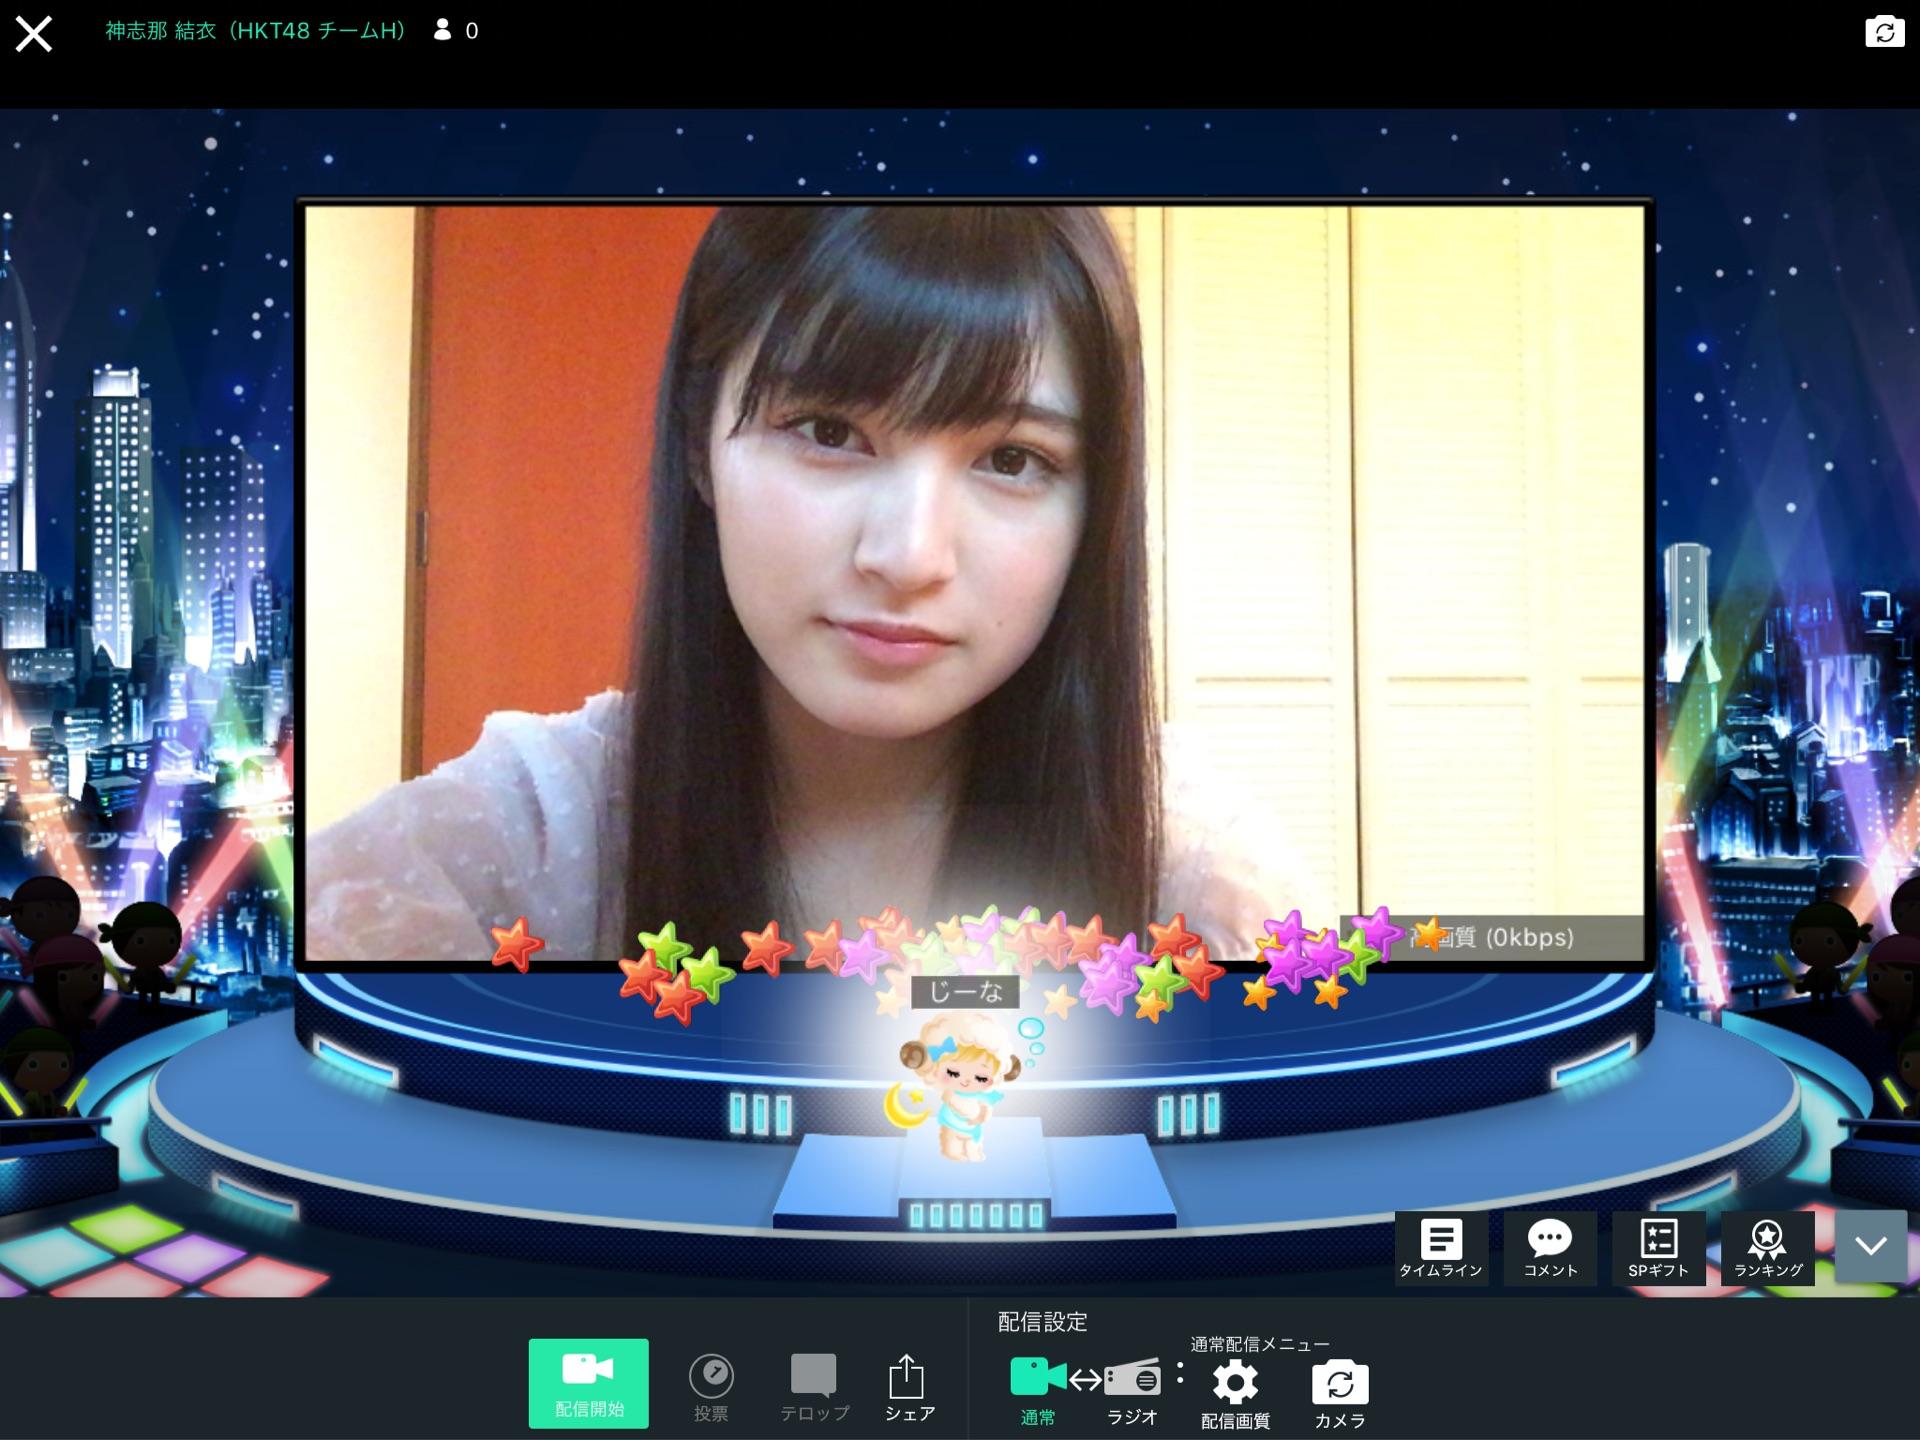 神志那 結衣（HKT48 チームH） 0
画質 (0kbps)
じーな
タイムライン
コメント
SPギフト
ランキング
配信開始
投票
テロップ
シェア
配信設定
通常配信メニュー
通常
ラジオ
配信画質
カメラ